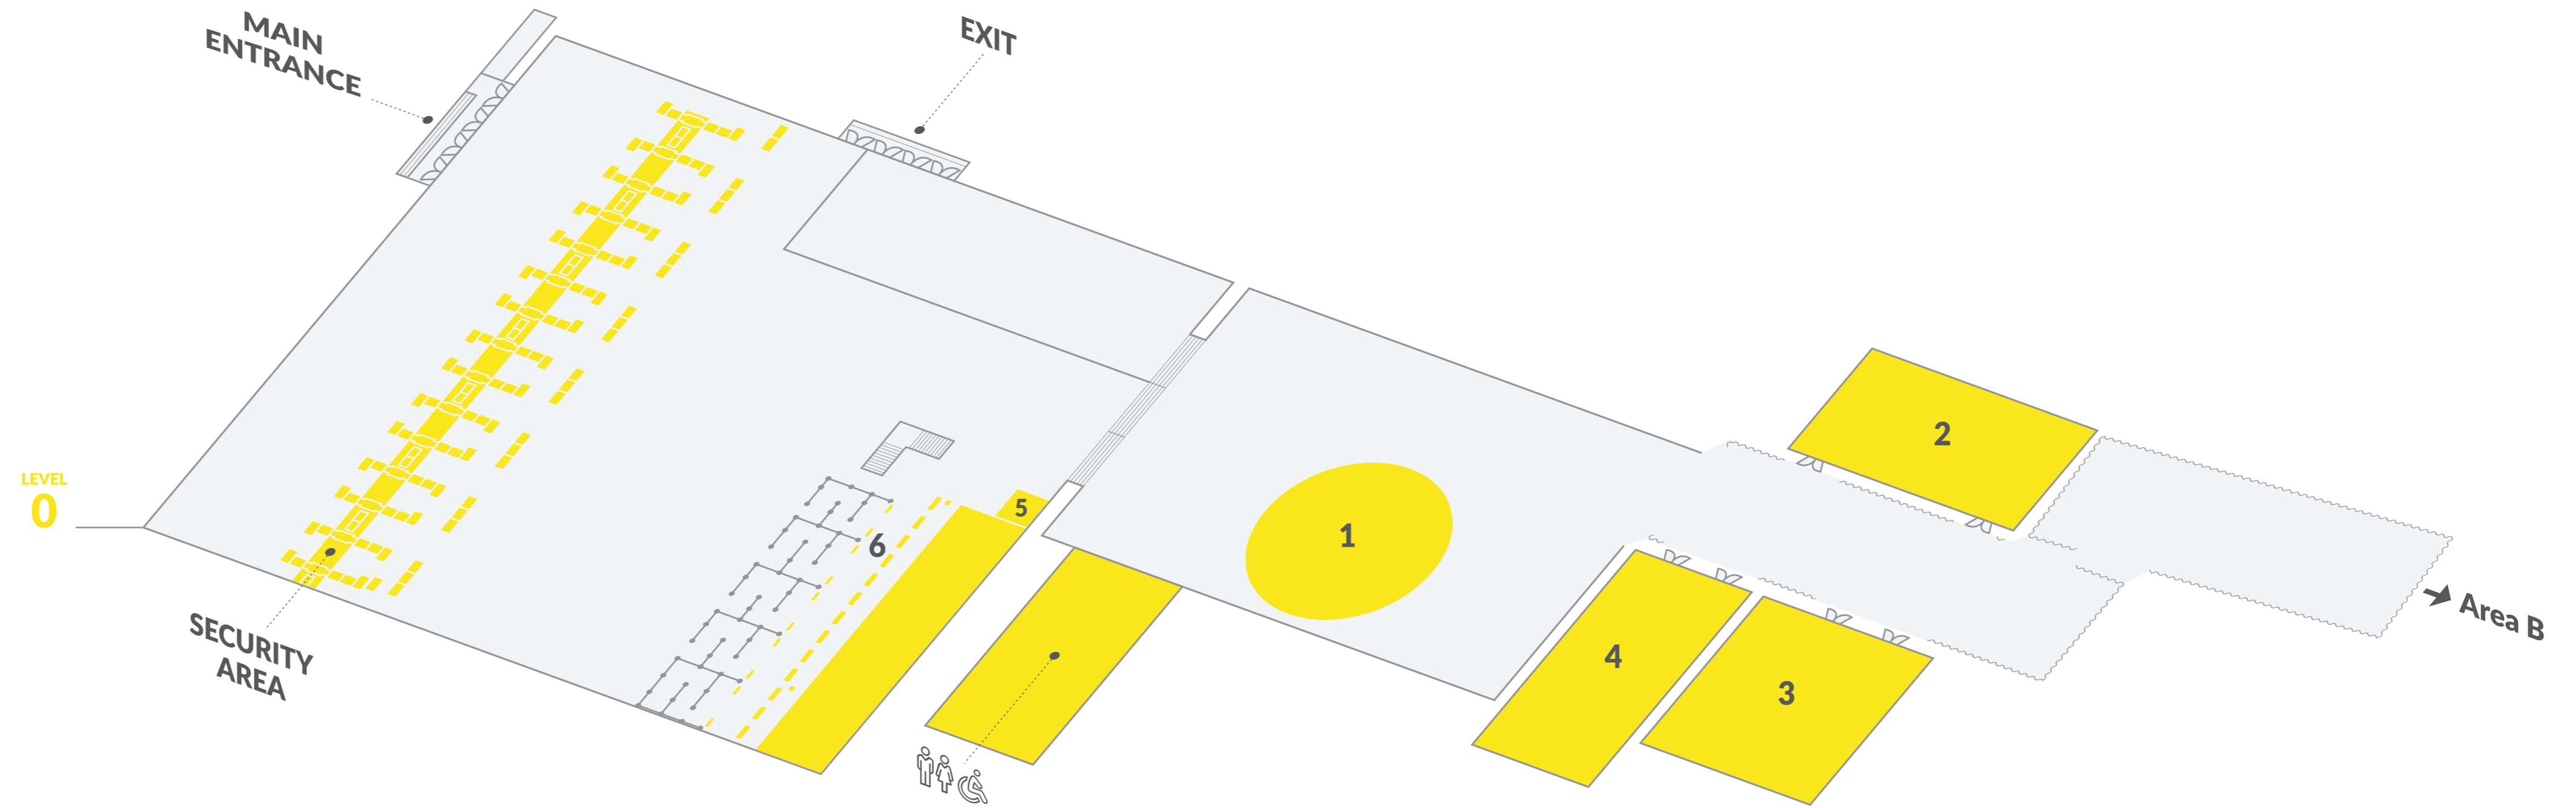 MAIN
ENTRANCE
EXIT
LEVEL
0
SECURITY
AREA
6
5
1
2
4
3
Area B